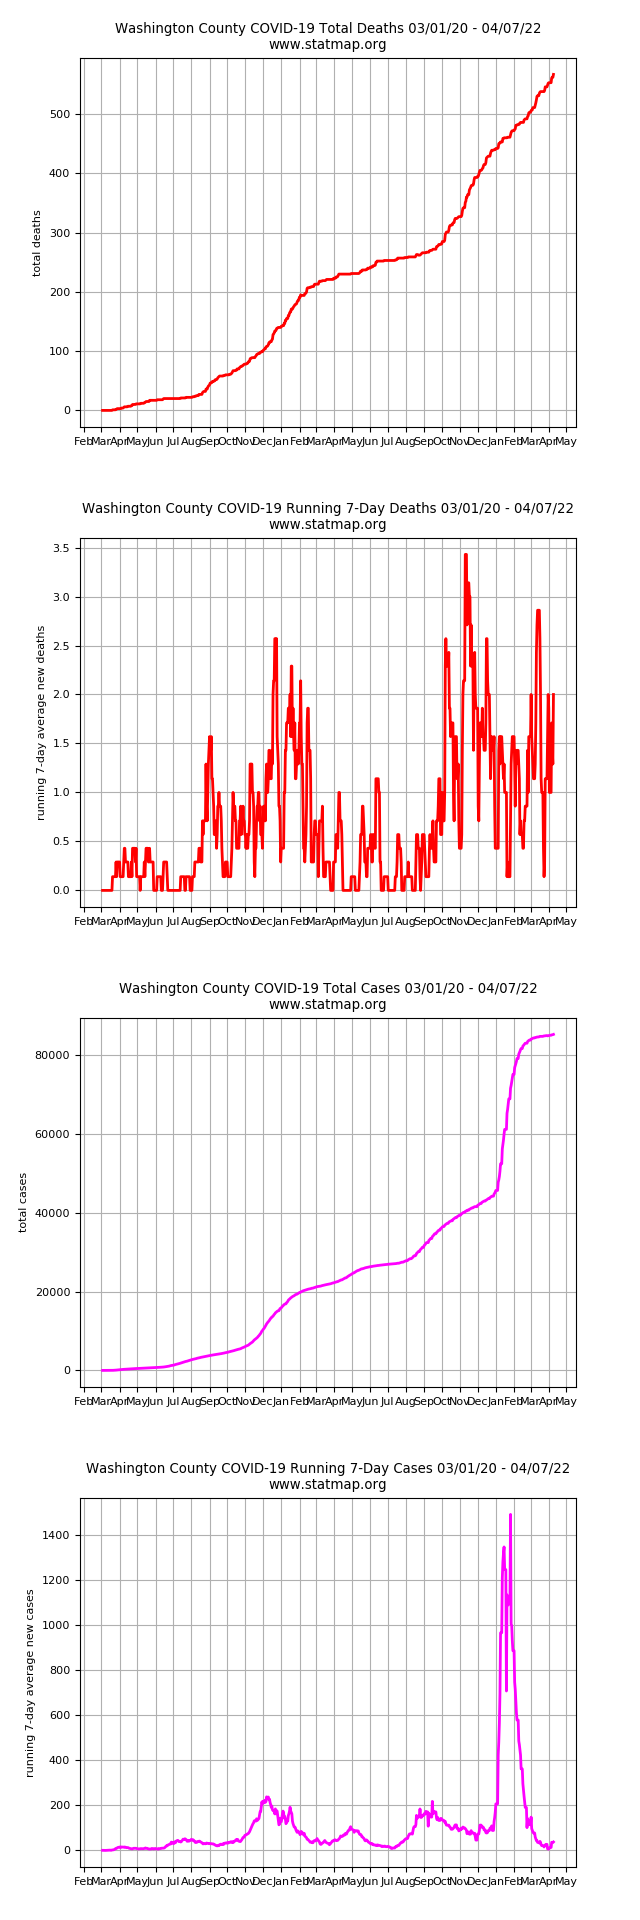 Washington County COVID-19 Total Deaths 03/01/20 - 04/07/22
www.statmap.org
total deaths
500
400
300
200
100
0
Feb Mar Apr May Jun Jul Aug Sep Oct Nov Dec Jan Feb Mar Apr May Jun Jul Aug Sep Oct Nov Dec Jan Feb Mar Apr May
Washington County COVID-19 Running 7-Day Deaths 03/01/20 - 04/07/22
www.statmap.org
running 7-day average new deaths
3.5
3.0
2.5
2.0
1.5
1.0
0.5
0.0
Feb Mar Apr May Jun Jul Aug Sep Oct Nov Dec Jan Feb Mar Apr May Jun Jul Aug Sep Oct Nov Dec Jan Feb Mar Apr May
Washington County COVID-19 Total Cases 03/01/20 - 04/07/22
www.statmap.org
total cases
80000
60000
40000
20000
0
Feb Mar Apr May Jun Jul Aug Sep Oct Nov Dec Jan Feb Mar Apr May Jun Jul Aug Sep Oct Nov Dec Jan Feb Mar Apr May
Washington County COVID-19 Running 7-Day Cases 03/01/20 - 04/07/22
www.statmap.org
running 7-day average new cases
1400
1200
1000
800
600
400
200
0
Feb Mar Apr May Jun Jul Aug Sep Oct Nov Dec Jan Feb Mar Apr May Jun Jul Aug Sep Oct Nov Dec Jan Feb Mar Apr May